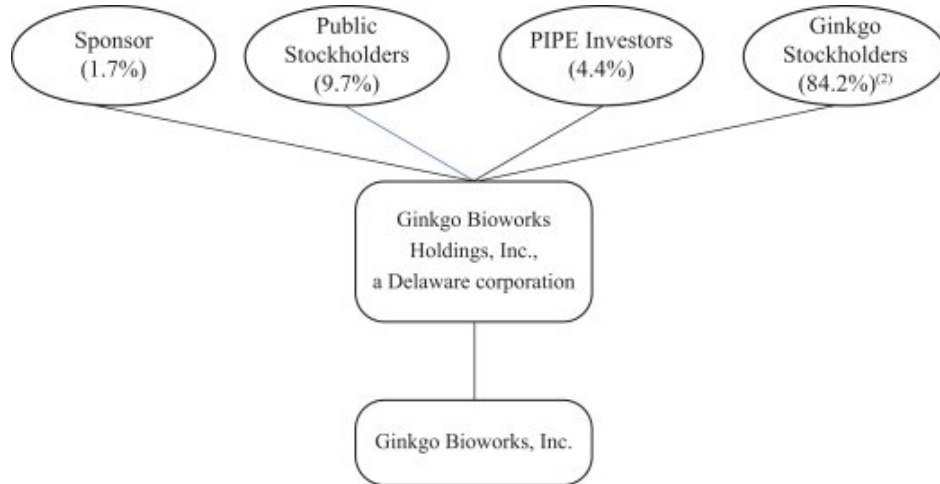 Sponsor
(1.7%)
Public
Stockholders
(9.7%)
PIPE Investors
(4.4%)
Ginkgo
Stockholders
(84.2%)(2)
Ginkgo Bioworks
Holdings, Inc.,
a Delaware corporation
Ginkgo Bioworks, Inc.